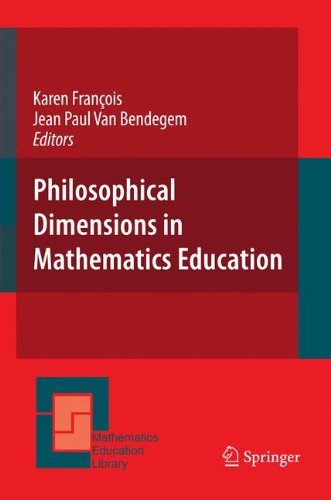 Karen François
Jean Paul Van Bendegem
Editors
Philosophical
Dimensions in
Mathematics Education
Mathematics
Education
Library
Springer